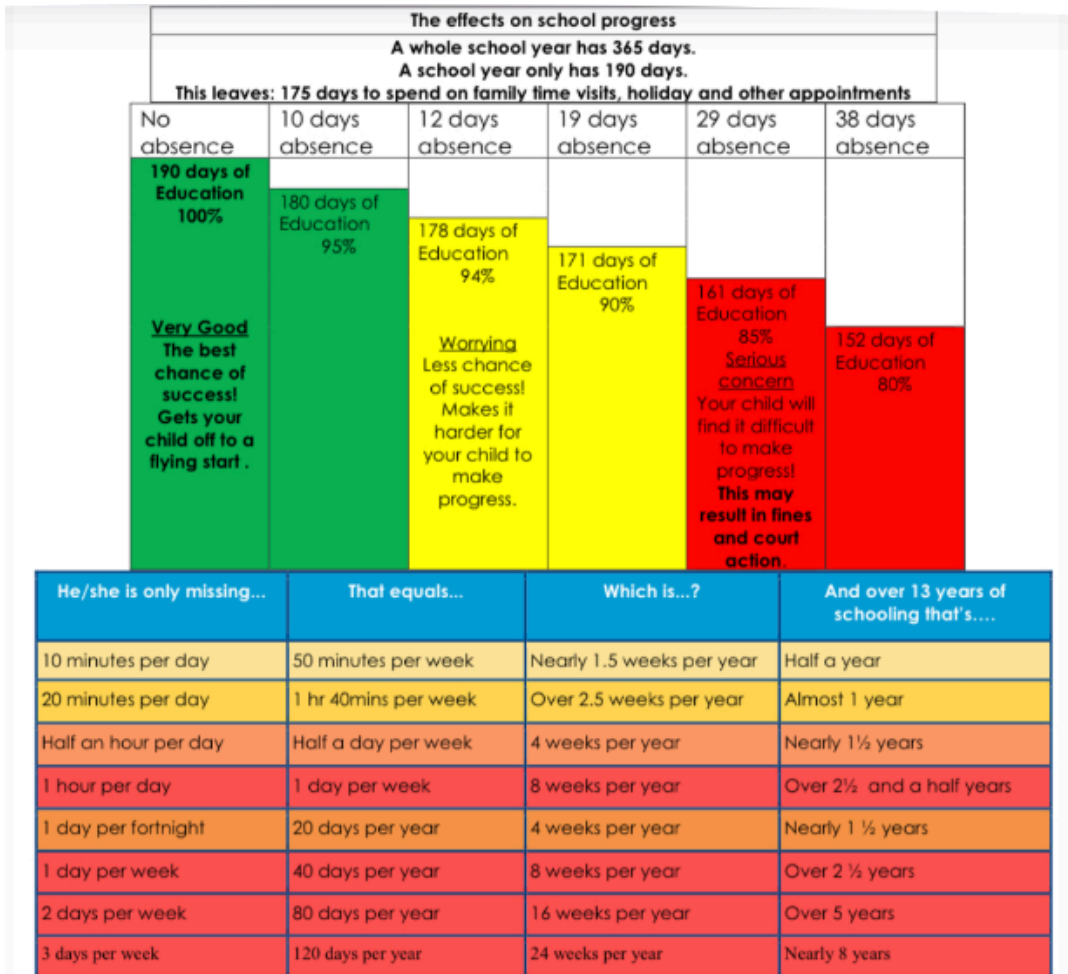 The effects on school progress
A whole school year has 365 days.
A school year only has 190 days.
This leaves: 175 days to spend on family time visits, holiday and other appointments
No
absence
10 days
absence
12 days
absence
19 days
absence
29 days
absence
38 days
absence
190 days of
Education
100%
Very Good
The best
chance of
success!
Gets your
child off to a
flying start .
180 days of
Education
95%
178 days of
Education
94%
Worrying
Less chance
of success!
Makes it
harder for
your child to
make
progress.
171 days of
Education
90%
161 days of
Education
85%
Serious
concern
Your child will
find it difficult
to make
progress!
This may
result in fines
and court
action.
152 days of
Education
80%
He/she is only missing...
That equals...
Which is...?
And over 13 years of
schooling that's....
10 minutes per day
50 minutes per week
Nearly 1.5 weeks per year
Half a year
20 minutes per day
1 hr 40mins per week
Over 2.5 weeks per year
Almost 1 year
Half an hour per day
Half a day per week
4 weeks per year
Nearly 1½ years
1 hour per day
1 day per week
8 weeks per year
Over 2½ and a half years
1 day per fortnight
20 days per year
4 weeks per year
Nearly 1 ½ years
1 day per week
40 days per year
8 weeks per year
Over 2 ½ years
2 days per week
80 days per year
16 weeks per year
Over 5 years
3 days per week
120 days per year
24 weeks per year
Nearly 8 years